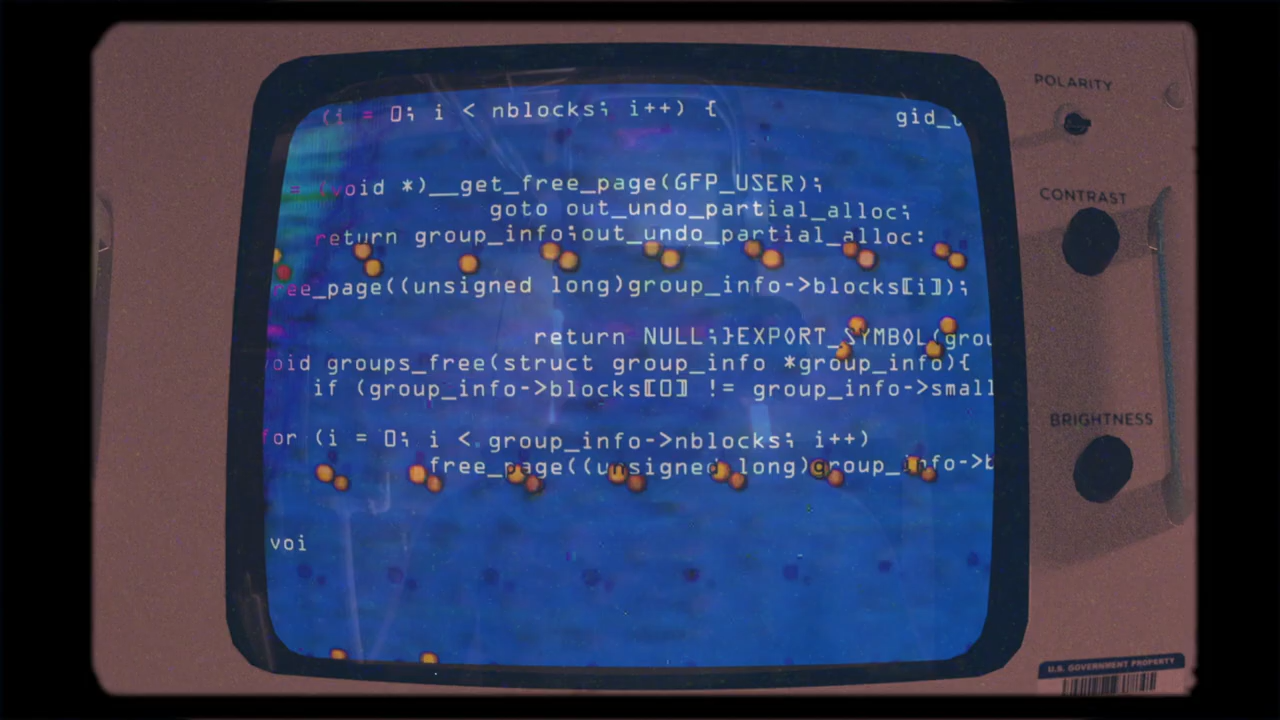 (i = 0; i < nblocks; i++) { gid_t
= (void *)__get_free_page(GFP_USER);
goto out_undo_partial_alloc;
return group_info;out_undo_partial_alloc:
ree_page((unsigned long)group_info->blocks[i]);
return NULL;}EXPORT_SYMBOL(grou
oid groups_free(struct group_info *group_info){
if (group_info->blocks[0] != group_info->small
for (i = 0; i < group_info->nblocks; i++)
free_page((unsigned long)group_info->b
voi
POLARITY
CONTRAST
BRIGHTNESS
U.S. GOVERNMENT PROPERTY